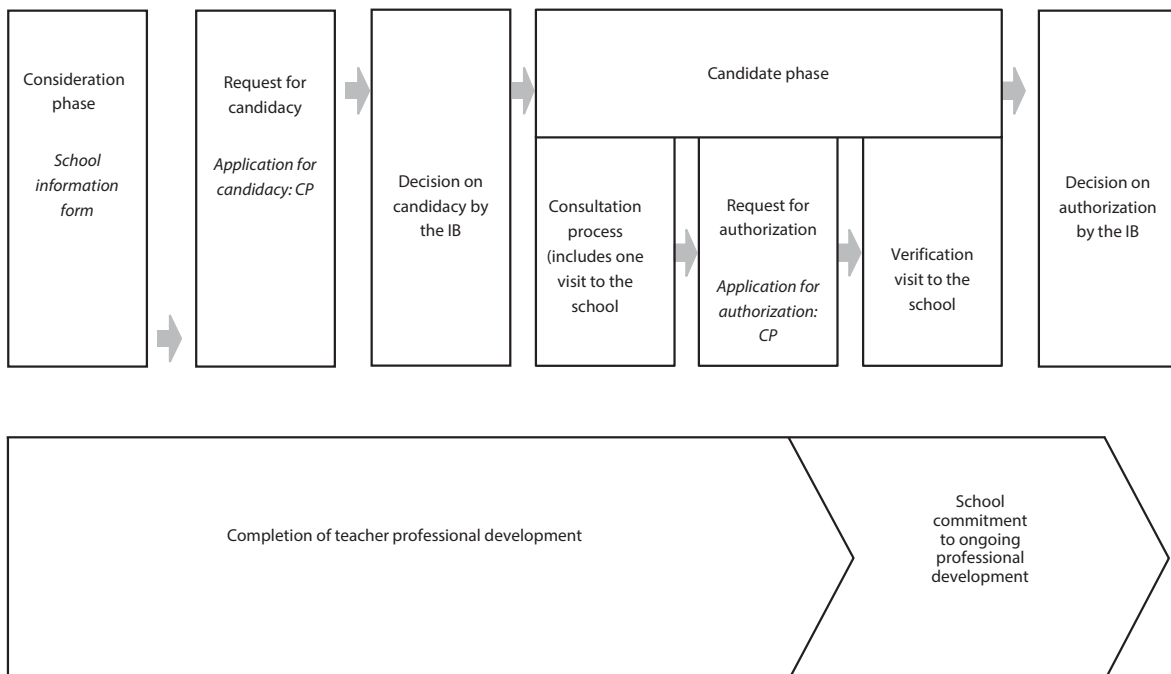 Consideration
phase
School
information
form
Request for
candidacy
Application for
candidacy: CP
Decision on
candidacy by
the IB
Candidate phase
Consultation
process
(includes one
visit to the
school
Request for
authorization
Application for
authorization:
CP
Verification
visit to the
school
Decision on
authorization
by the IB
Completion of teacher professional development
School
commitment
to ongoing
professional
development